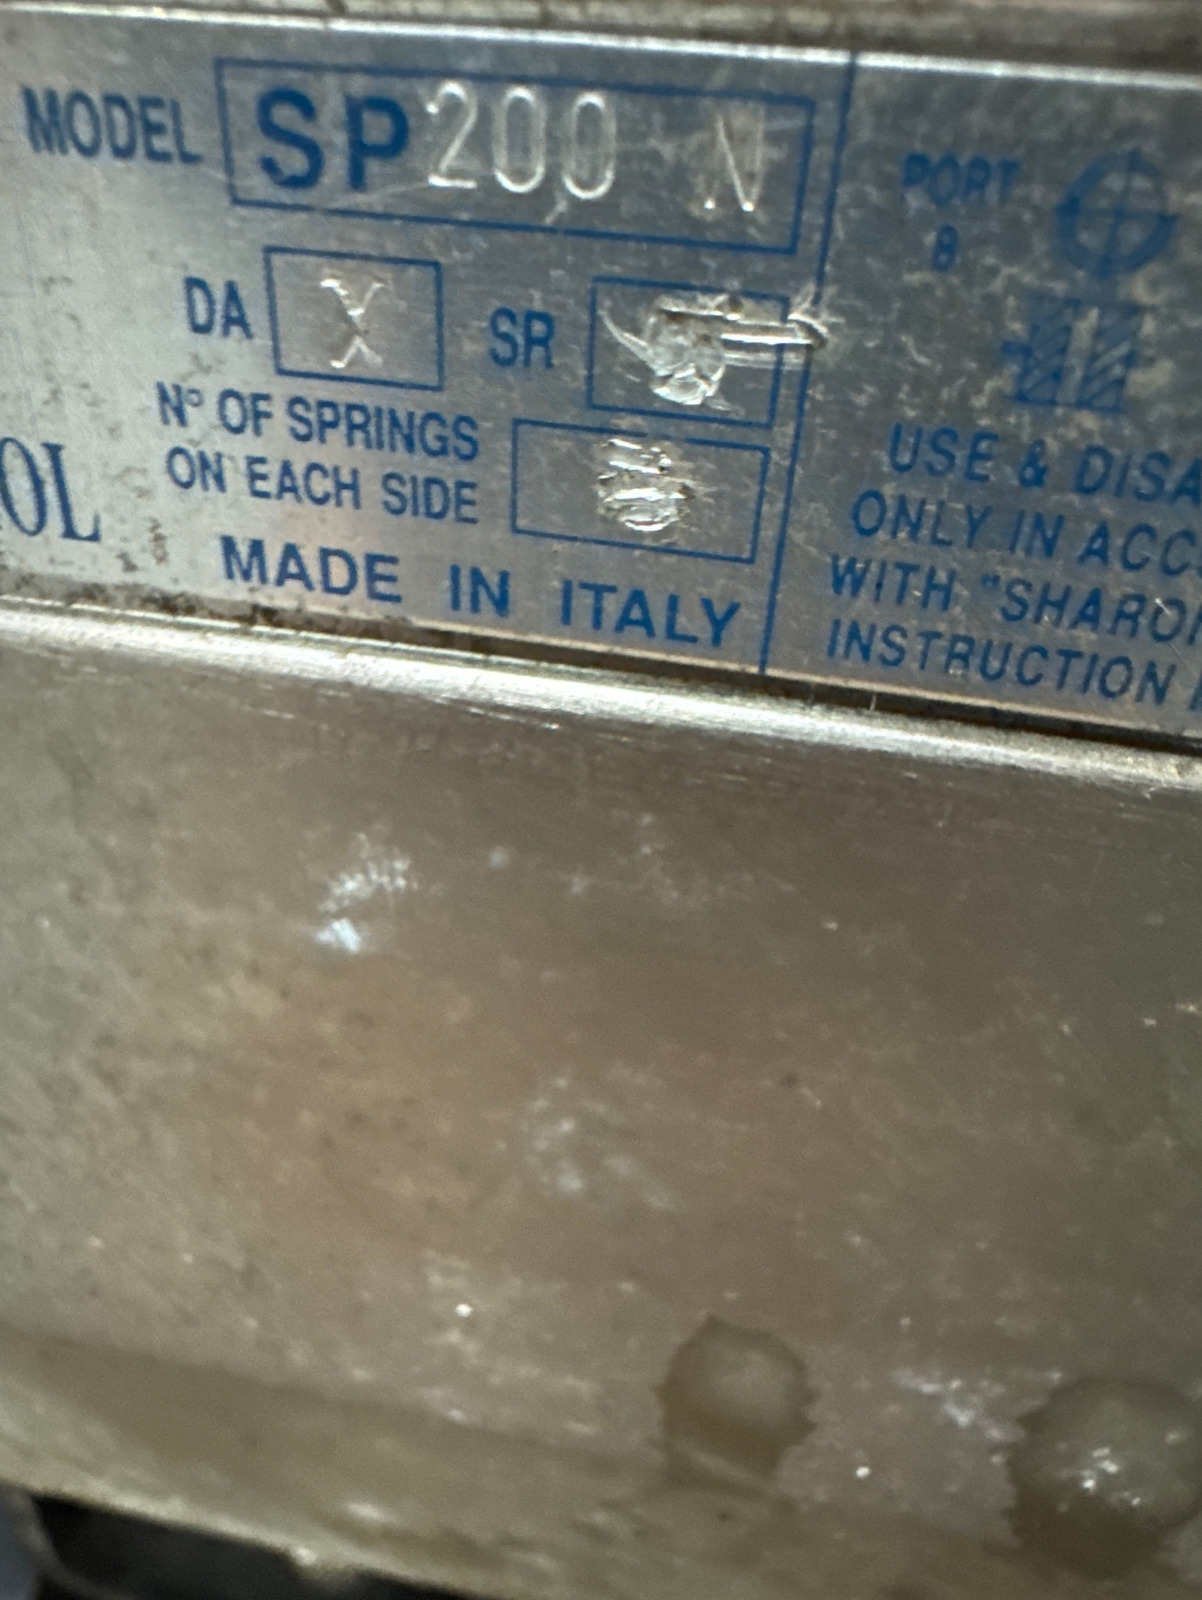 MODEL SP200 N
PORT
B
DA X SR
N° OF SPRINGS
ON EACH SIDE
OL
MADE IN ITALY
USE & DISA
ONLY IN ACC
WITH "SHARO
INSTRUCTION